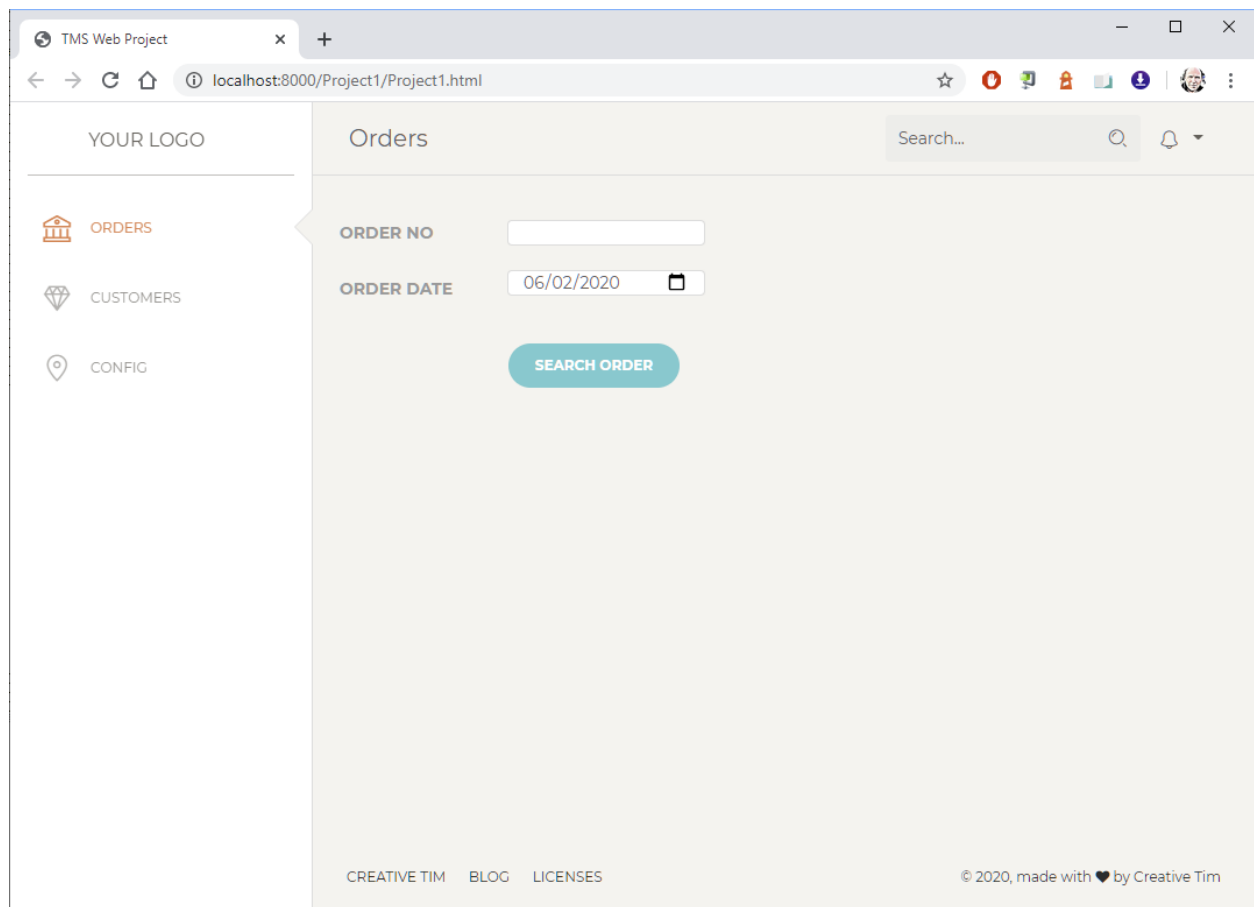 TMS Web Project
localhost:8000/Project1/Project1.html
YOUR LOGO
Orders
Search...
ORDERS
CUSTOMERS
CONFIG
ORDER NO
ORDER DATE
06/02/2020
SEARCH ORDER
CREATIVE TIM BLOG LICENSES
© 2020, made with ♥ by Creative Tim